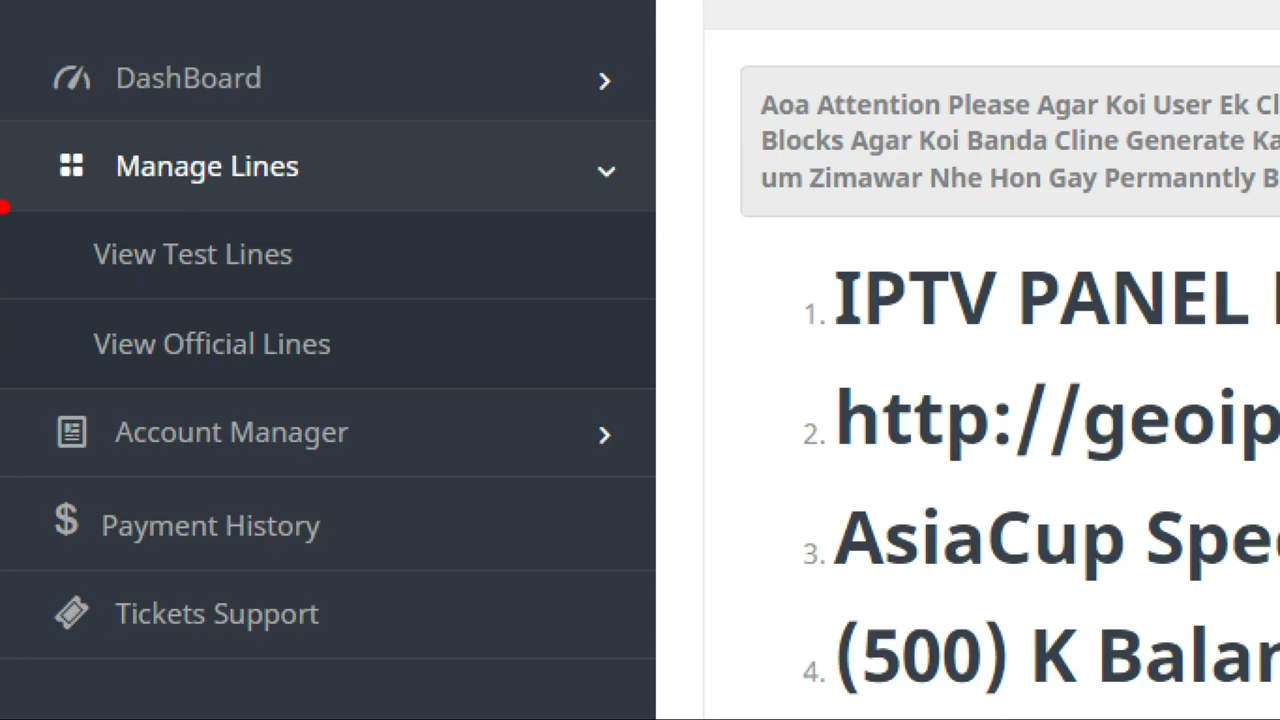 DashBoard
Manage Lines
View Test Lines
View Official Lines
Account Manager
Payment History
Tickets Support
Aoa Attention Please Agar Koi User Ek Cl
Blocks Agar Koi Banda Cline Generate Ka
um Zimawar Nhe Hon Gay Permanntly B
1. IPTV PANEL
2. http://geoip
3. AsiaCup Spe
4. (500) K Balan